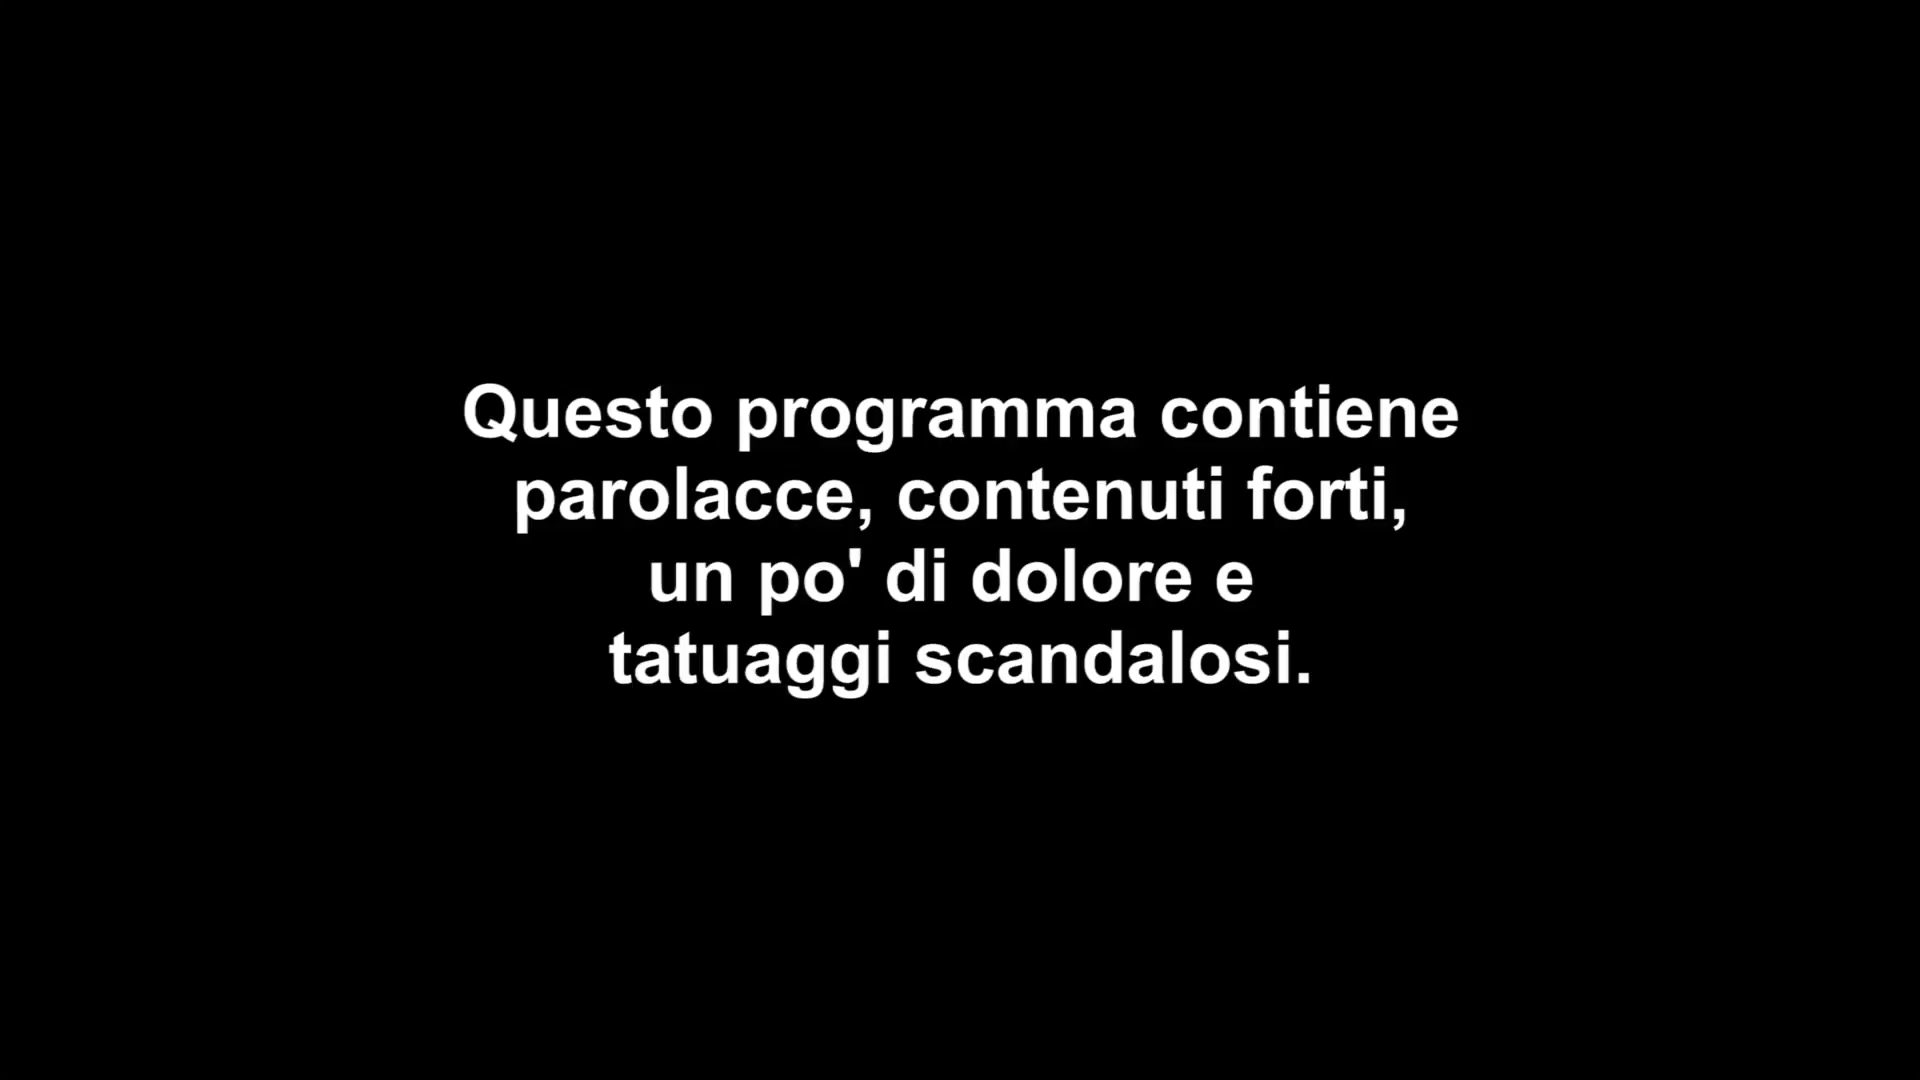 Questo programma contiene
parolacce, contenuti forti,
un po' di dolore e
tatuaggi scandalosi.